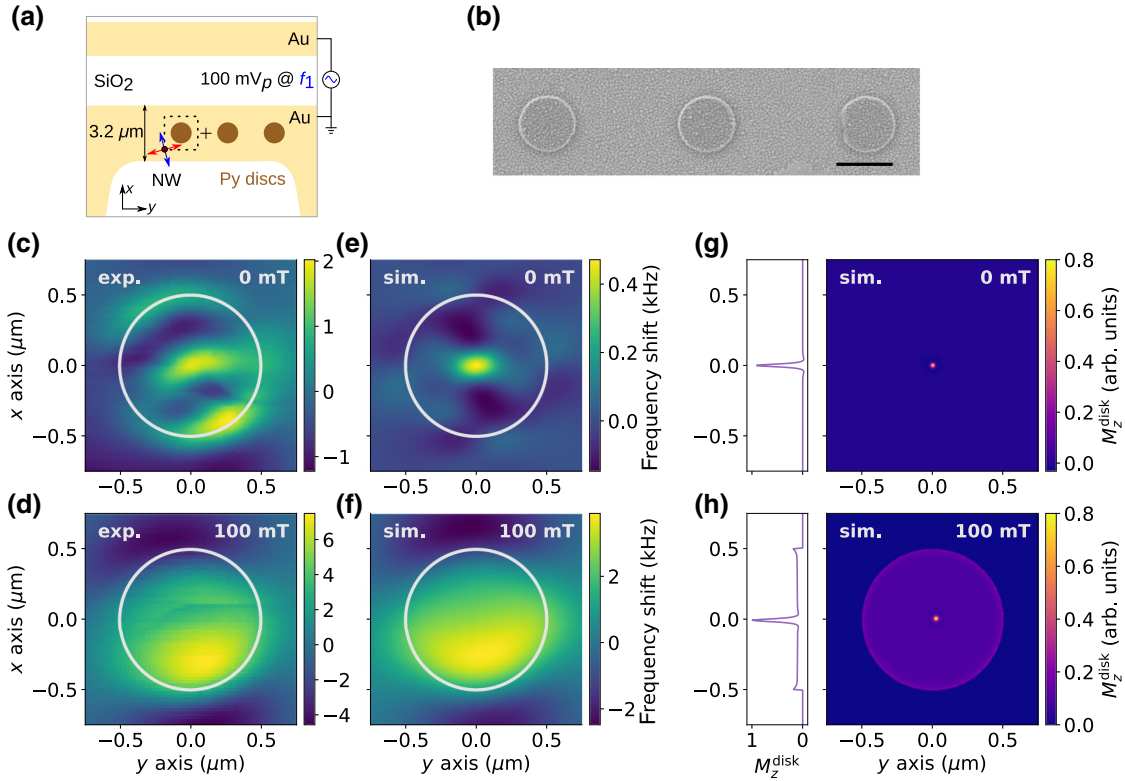 (a)
Au
SiO2
100 mVp @ f1
Au
3.2 μm
NW
Py discs
x
y
(b)
(c)
exp. 0 mT
0.5
0.0
−0.5
x axis (μm)
−0.5 0.0 0.5
2
1
0
−1
(e)
sim. 0 mT
−0.5 0.0 0.5
0.4
0.2
0.0
Frequency shift (kHz)
(g)
0.5
0.0
−0.5
sim. 0 mT
−0.5 0.0 0.5
0.8
0.6
0.4
0.2
0.0
Mzdisk (arb. units)
(d)
exp. 100 mT
0.5
0.0
−0.5
x axis (μm)
−0.5 0.0 0.5
y axis (μm)
6
4
2
0
−2
−4
(f)
sim. 100 mT
−0.5 0.0 0.5
y axis (μm)
2
0
−2
Frequency shift (kHz)
(h)
0.5
0.0
−0.5
1 0
Mzdisk
sim. 100 mT
−0.5 0.0 0.5
y axis (μm)
0.8
0.6
0.4
0.2
0.0
Mzdisk (arb. units)